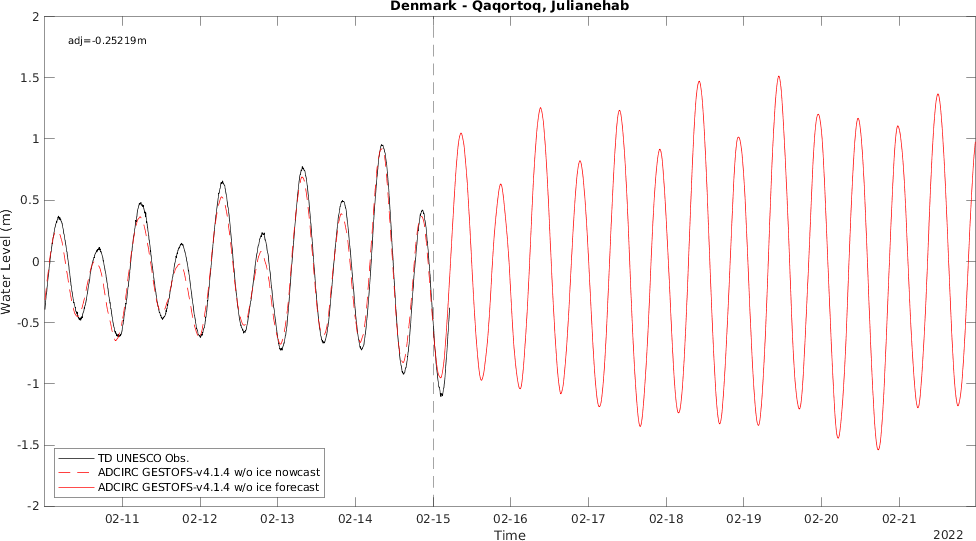 Denmark - Qaqortoq, Julianehab
adj=-0.25219m
2
1.5
1
0.5
0
-0.5
-1
-1.5
-2
Water Level (m)
TD UNESCO Obs.
ADCIRC GESTOFS-v4.1.4 w/o ice nowcast
ADCIRC GESTOFS-v4.1.4 w/o ice forecast
02-11 02-12 02-13 02-14 02-15 02-16 02-17 02-18 02-19 02-20 02-21
Time
2022